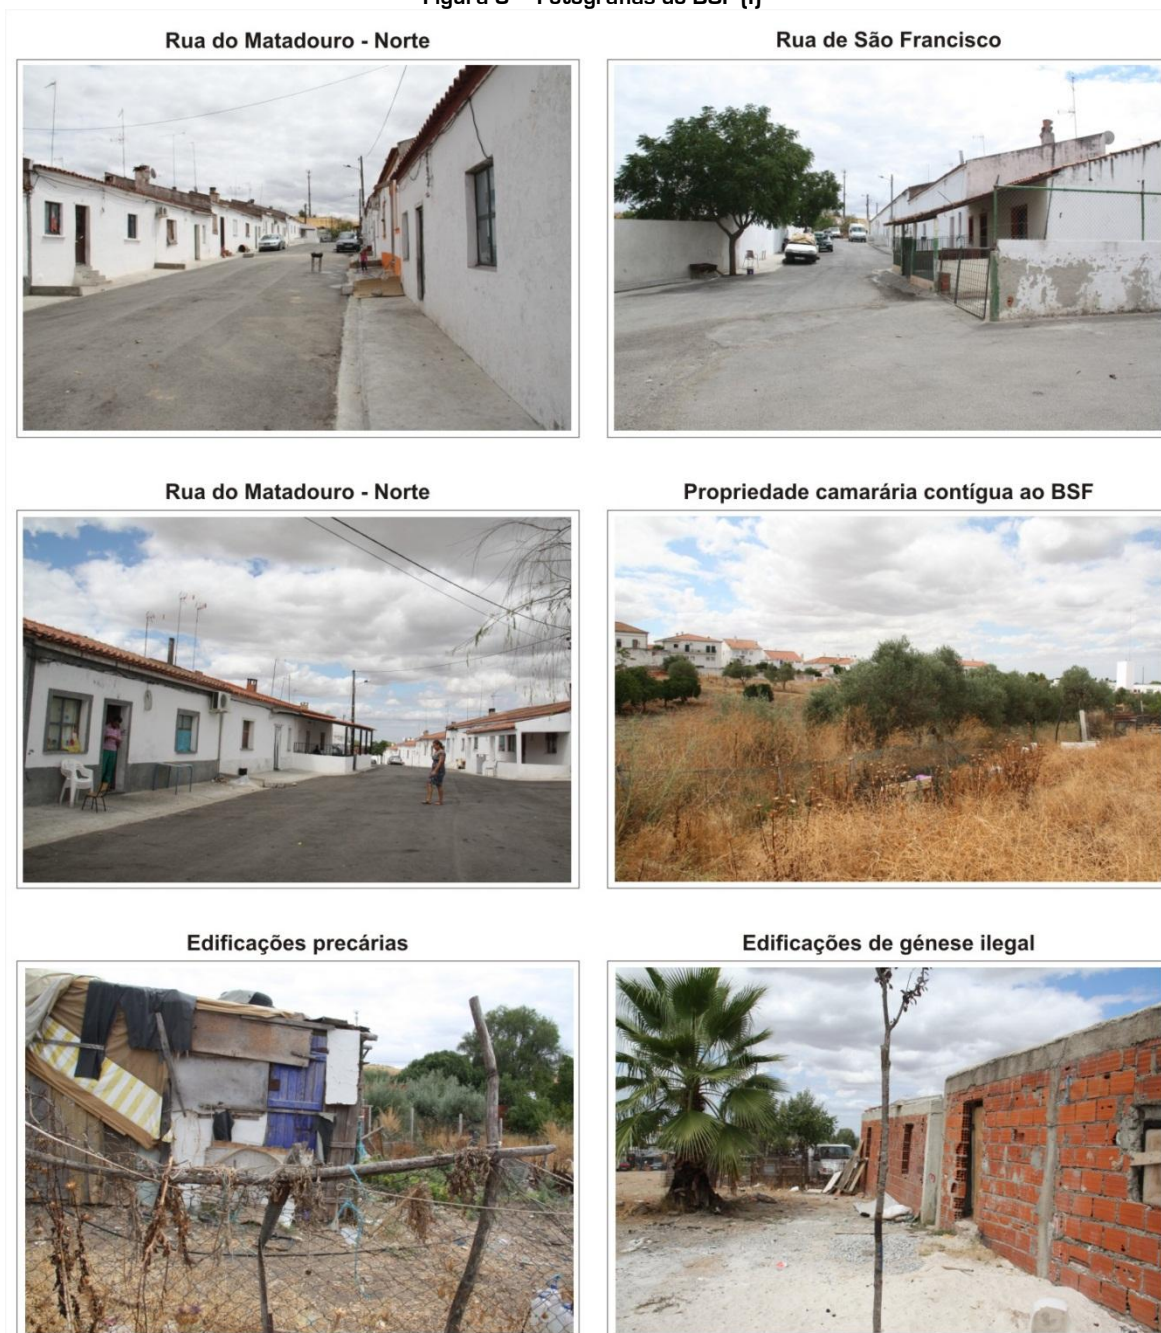 Rua do Matadouro - Norte
Rua de São Francisco
Rua do Matadouro - Norte
Propriedade camarária contígua ao BSF
Edificações precárias
Edificações de génese ilegal